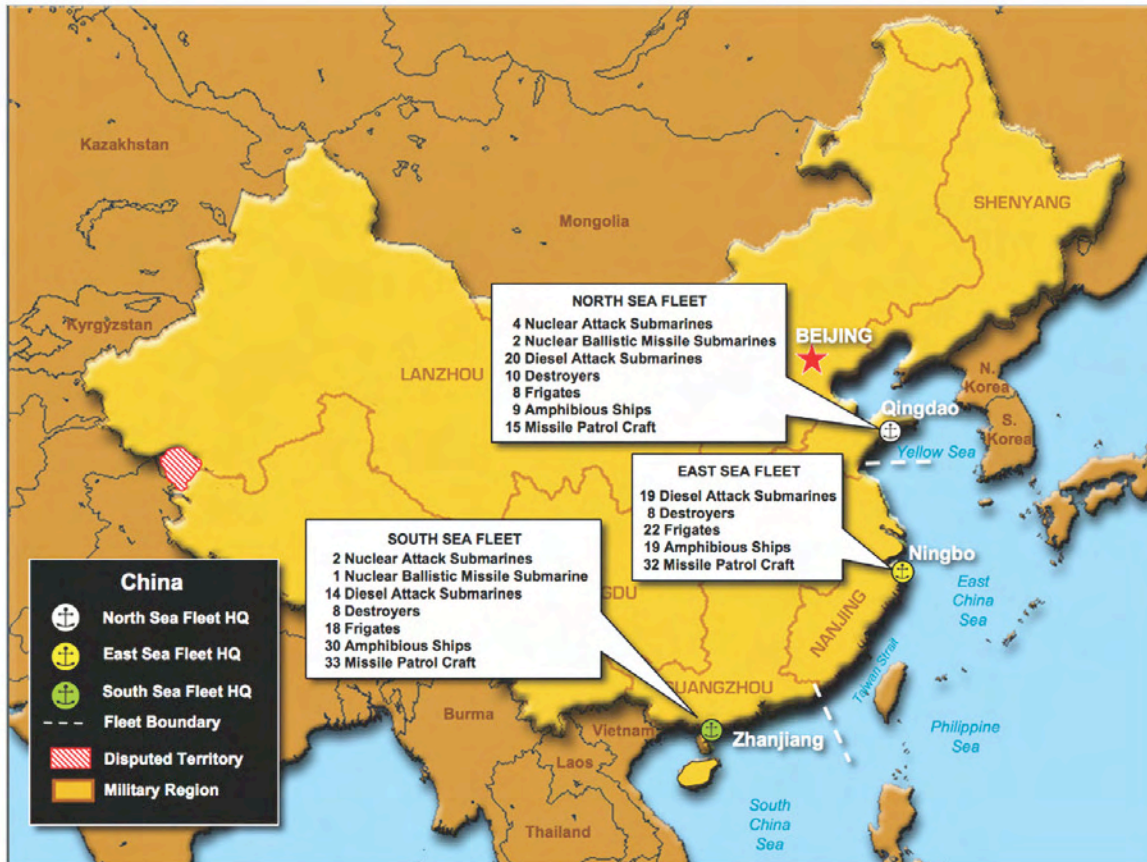 Kazakhstan
Mongolia
SHENYANG
Kyrgyzstan
NORTH SEA FLEET
4 Nuclear Attack Submarines
2 Nuclear Ballistic Missile Submarines
20 Diesel Attack Submarines
10 Destroyers
8 Frigates
9 Amphibious Ships
15 Missile Patrol Craft
BEIJING
LANZHOU
N.
Korea
S.
Korea
Qingdao
Yellow Sea
EAST SEA FLEET
19 Diesel Attack Submarines
8 Destroyers
22 Frigates
19 Amphibious Ships
32 Missile Patrol Craft
SOUTH SEA FLEET
2 Nuclear Attack Submarines
1 Nuclear Ballistic Missile Submarine
14 Diesel Attack Submarines
8 Destroyers
18 Frigates
30 Amphibious Ships
33 Missile Patrol Craft
Ningbo
East
China
Sea
NGDU
NANJING
Taiwan Strait
GUANGZHOU
China
North Sea Fleet HQ
East Sea Fleet HQ
South Sea Fleet HQ
Fleet Boundary
Disputed Territory
Military Region
Burma
Vietnam
Laos
Thailand
Zhanjiang
Philippine
Sea
South
China
Sea